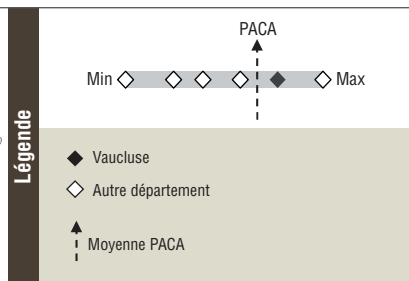 PACA
Min
Max
Légende
Vaucluse
Autre département
Moyenne PACA